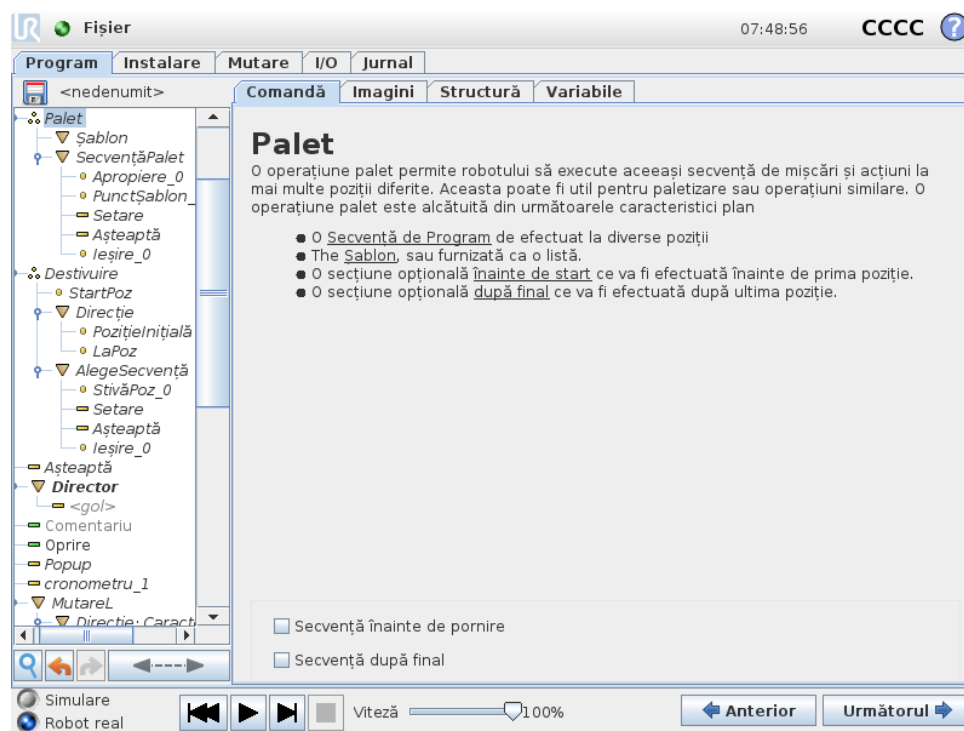 UR Fișier 07:48:56 CCCC ?
Program Instalare Mutare I/O Jurnal
<nedenumit>
Comandă Imagini Structură Variabile
Palet
Șablon
SecvențăPalet
Apropiere_0
PunctȘablon_
Setare
Așteaptă
Ieșire_0
Destivuire
StartPoz
Direcție
PozițieInițială
LaPoz
AlegeSecvență
StivăPoz_0
Setare
Așteaptă
Ieșire_0
Așteaptă
Director
<gol>
Comentariu
Oprire
Popup
cronometru_1
MutareL
Direcție: Caract
Palet
O operațiune palet permite robotului să execute aceeași secvență de mișcări și acțiuni la
mai multe poziții diferite. Aceasta poate fi util pentru paletizare sau operațiuni similare. O
operațiune palet este alcătuită din următoarele caracteristici plan
O Secvență de Program de efectuat la diverse poziții
The Șablon, sau furnizată ca o listă.
O secțiune opțională înainte de start ce va fi efectuată înainte de prima poziție.
O secțiune opțională după final ce va fi efectuată după ultima poziție.
Secvență înainte de pornire
Secvență după final
Simulare
Robot real
Viteză 100%
Anterior Următorul